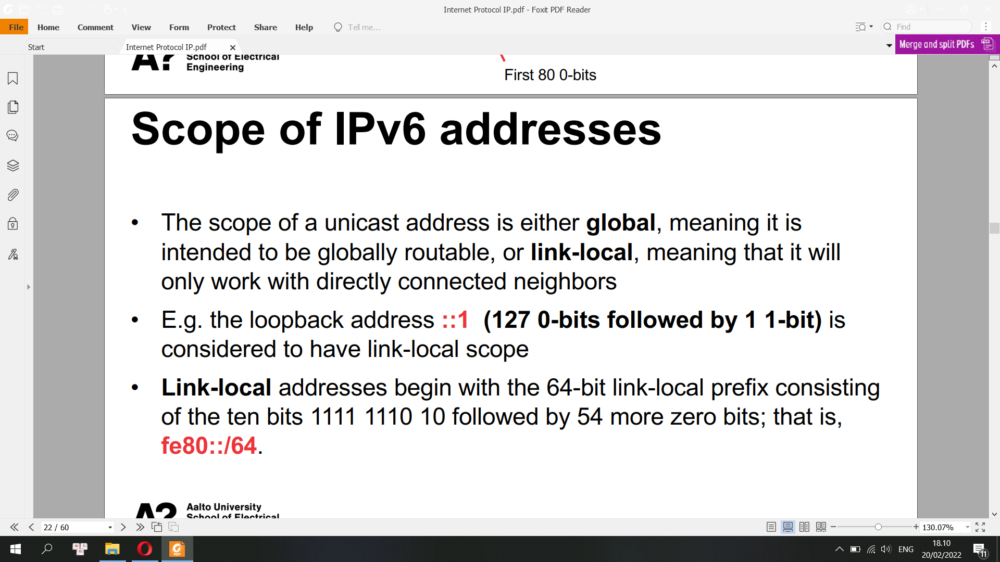 Internet Protocol IP.pdf - Foxit PDF Reader
File Home Comment View Form Protect Share Help Tell me... Find
Start Internet Protocol IP.pdf Merge and split PDFs
School of Electrical
Engineering
First 80 0-bits
Scope of IPv6 addresses
• The scope of a unicast address is either global, meaning it is
intended to be globally routable, or link-local, meaning that it will
only work with directly connected neighbors
• E.g. the loopback address ::1 (127 0-bits followed by 1 1-bit) is
considered to have link-local scope
• Link-local addresses begin with the 64-bit link-local prefix consisting
of the ten bits 1111 1110 10 followed by 54 more zero bits; that is,
fe80::/64.
A? Aalto University
School of Electrical
22 / 60 130.07%
ENG 18.10
20/02/2022 11